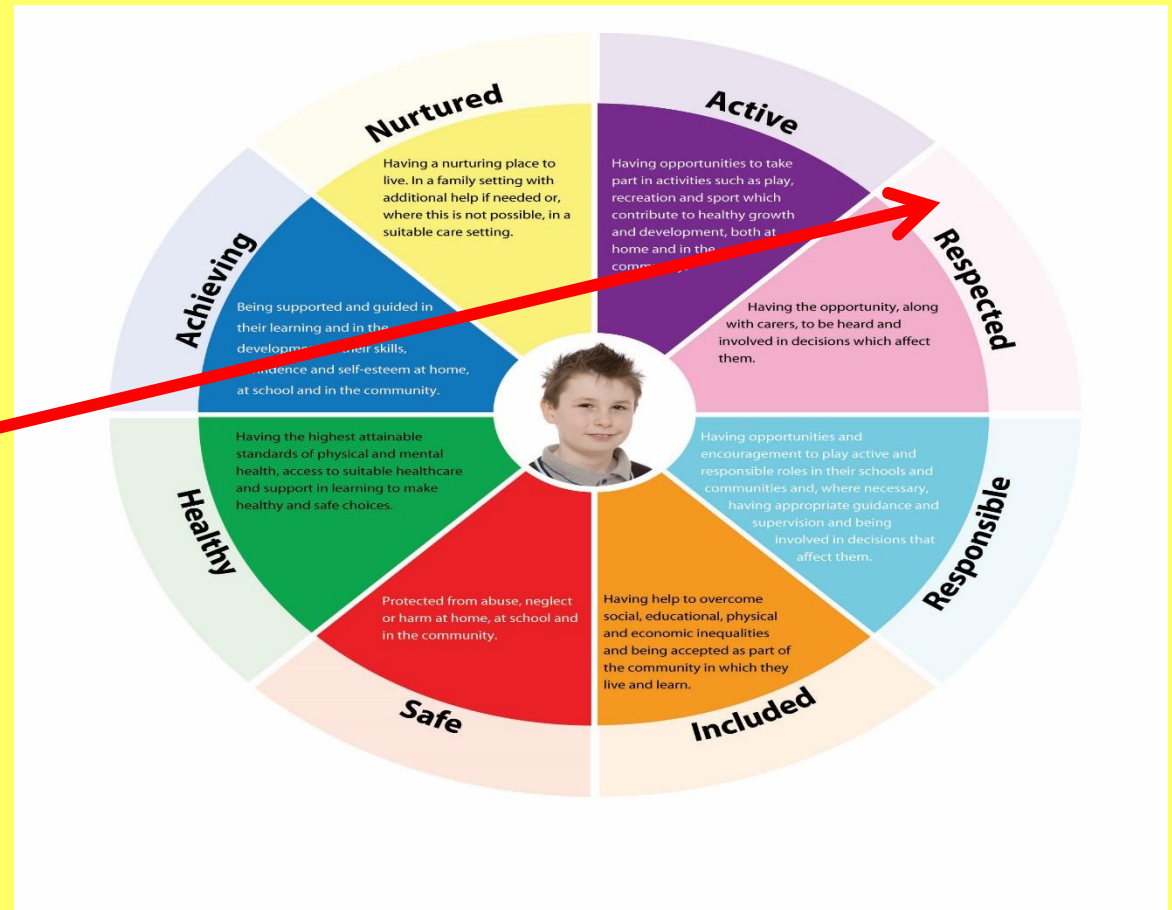 Nurtured
Having a nurturing place to
live. In a family setting with
additional help if needed or,
where this is not possible, in a
suitable care setting.
Active
Having opportunities to take
part in activities such as play,
recreation and sport which
contribute to healthy growth
and development, both at
home and in the
Respected
Having the opportunity, along
with carers, to be heard and
involved in decisions which affect
them.
Responsible
Having opportunities and
encouragement to play active and
responsible roles in their schools and
communities and, where necessary,
having appropriate guidance and
supervision and being
involved in decisions that
affect them.
Included
Having help to overcome
social, educational, physical
and economic inequalities
and being accepted as part of
the community in which they
live and learn.
Safe
Protected from abuse, neglect
or harm at home, at school and
in the community.
Healthy
Having the highest attainable
standards of physical and mental
health, access to suitable healthcare
and support in learning to make
healthy and safe choices.
Achieving
Being supported and guided in
their learning and in the
their skills,
and self-esteem at home,
at school and in the community.